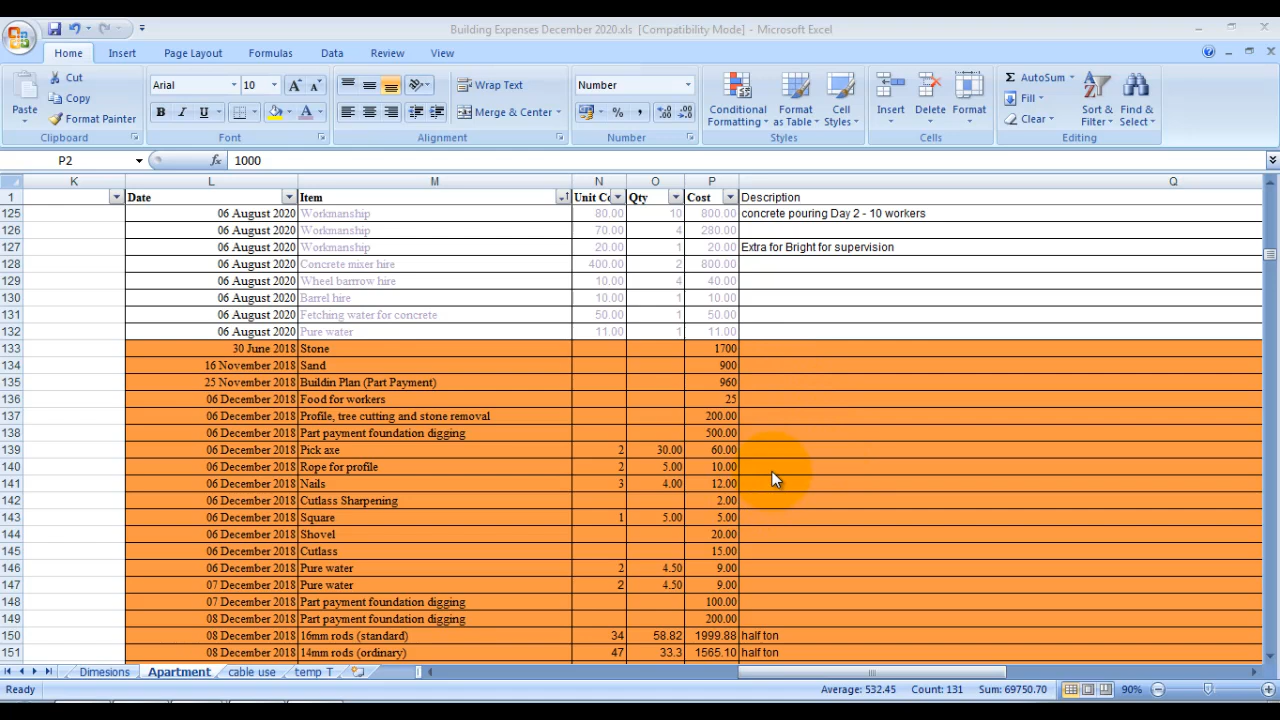 Building Expenses December 2020.xls [Compatibility Mode] - Microsoft Excel
Home Insert Page Layout Formulas Data Review View
Paste Cut Copy Format Painter Clipboard
Arial 10 Font
Wrap Text Merge & Center Alignment
Number % Number
Conditional Formatting Format as Table Cell Styles Styles
Insert Delete Format Cells
AutoSum Fill Clear Sort & Filter Find & Select Editing
P2 fx 1000
K L M N O P Q
1 Date Item Unit Co Qty Cost Description
125 06 August 2020 Workmanship 80.00 10 800.00 concrete pouring Day 2 - 10 workers
126 06 August 2020 Workmanship 70.00 4 280.00
127 06 August 2020 Workmanship 20.00 1 20.00 Extra for Bright for supervision
128 06 August 2020 Concrete mixer hire 400.00 2 800.00
129 06 August 2020 Wheel barrrow hire 10.00 4 40.00
130 06 August 2020 Barrel hire 10.00 1 10.00
131 06 August 2020 Fetching water for concrete 50.00 1 50.00
132 06 August 2020 Pure water 11.00 1 11.00
133 30 June 2018 Stone 1700
134 16 November 2018 Sand 900
135 25 November 2018 Buildin Plan (Part Payment) 960
136 06 December 2018 Food for workers 25
137 06 December 2018 Profile, tree cutting and stone removal 200.00
138 06 December 2018 Part payment foundation digging 500.00
139 06 December 2018 Pick axe 2 30.00 60.00
140 06 December 2018 Rope for profile 2 5.00 10.00
141 06 December 2018 Nails 3 4.00 12.00
142 06 December 2018 Cutlass Sharpening 2.00
143 06 December 2018 Square 1 5.00 5.00
144 06 December 2018 Shovel 20.00
145 06 December 2018 Cutlass 15.00
146 06 December 2018 Pure water 2 4.50 9.00
147 07 December 2018 Pure water 2 4.50 9.00
148 07 December 2018 Part payment foundation digging 100.00
149 08 December 2018 Part payment foundation digging 200.00
150 08 December 2018 16mm rods (standard) 34 58.82 1999.88 half ton
151 08 December 2018 14mm rods (ordinary) 47 33.3 1565.10 half ton
Dimesions Apartment cable use temp T
Ready Average: 532.45 Count: 131 Sum: 69750.70 90%